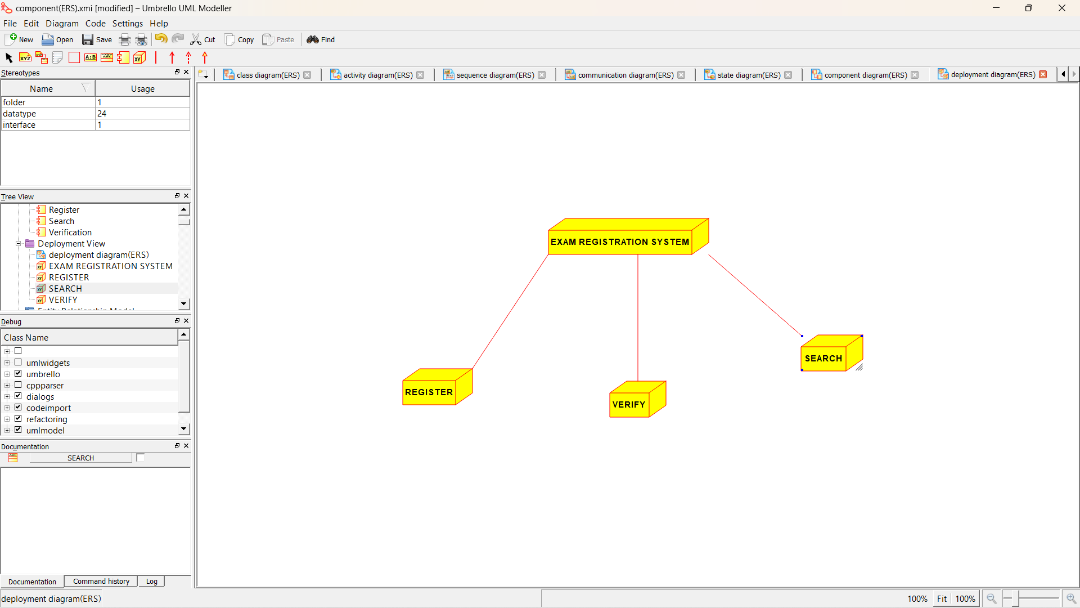 component(ERS).xmi [modified] – Umbrello UML Modeller
File Edit Diagram Code Settings Help
New Open Save Cut Copy Paste Find
Stereotypes
Name Usage
folder 1
datatype 24
interface 1
Tree View
Register
Search
Verification
Deployment View
deployment diagram(ERS)
EXAM REGISTRATION SYSTEM
REGISTER
SEARCH
VERIFY
Debug
Class Name
umlwidgets
umbrello
cppparser
dialogs
codeimport
refactoring
umlmodel
Documentation
SEARCH
Documentation Command history Log
class diagram(ERS) activity diagram(ERS) sequence diagram(ERS) communication diagram(ERS) state diagram(ERS) component diagram(ERS) deployment diagram(ERS)
EXAM REGISTRATION SYSTEM
SEARCH
REGISTER
VERIFY
deployment diagram(ERS)
100% Fit 100%